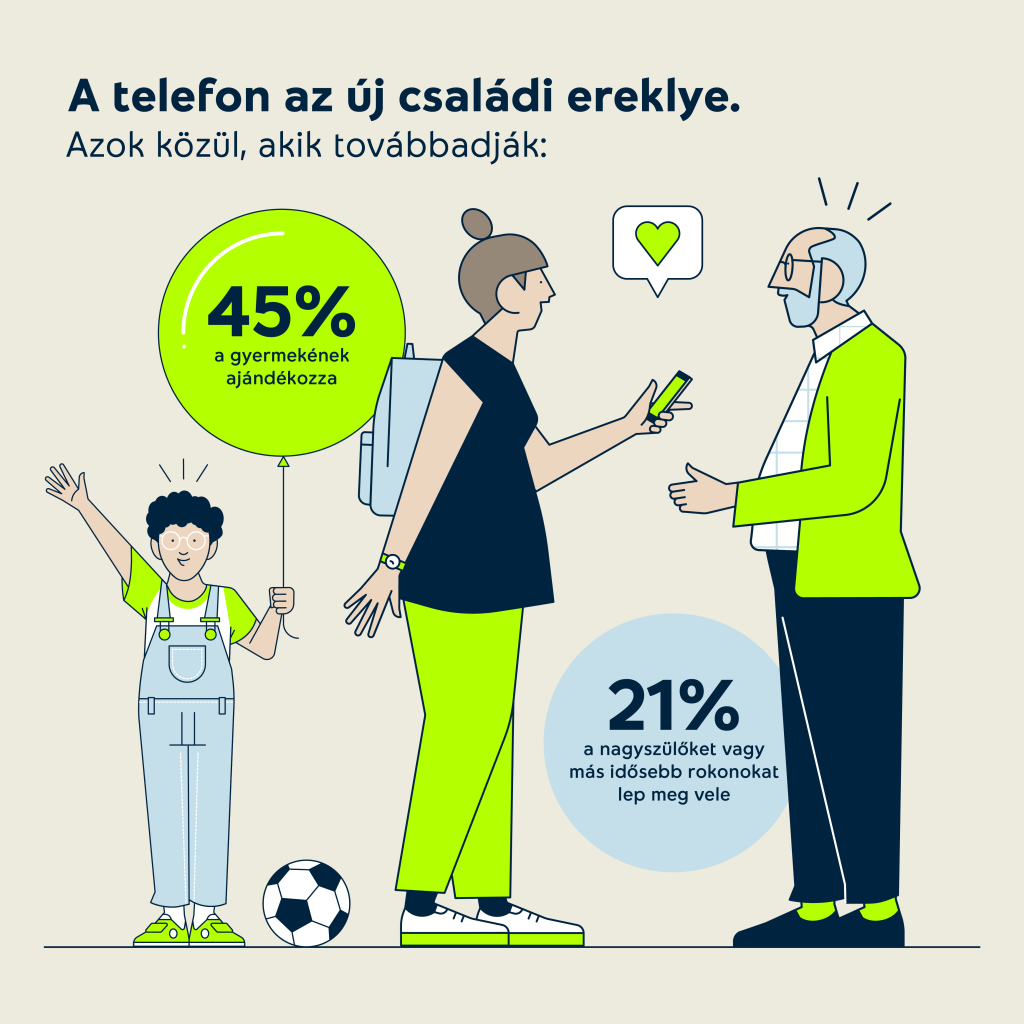 A telefon az új családi ereklye.
Azok közül, akik továbbadják:
45%
a gyermekének
ajándékozza
21%
a nagyszülőket vagy
más idősebb rokonokat
lep meg vele